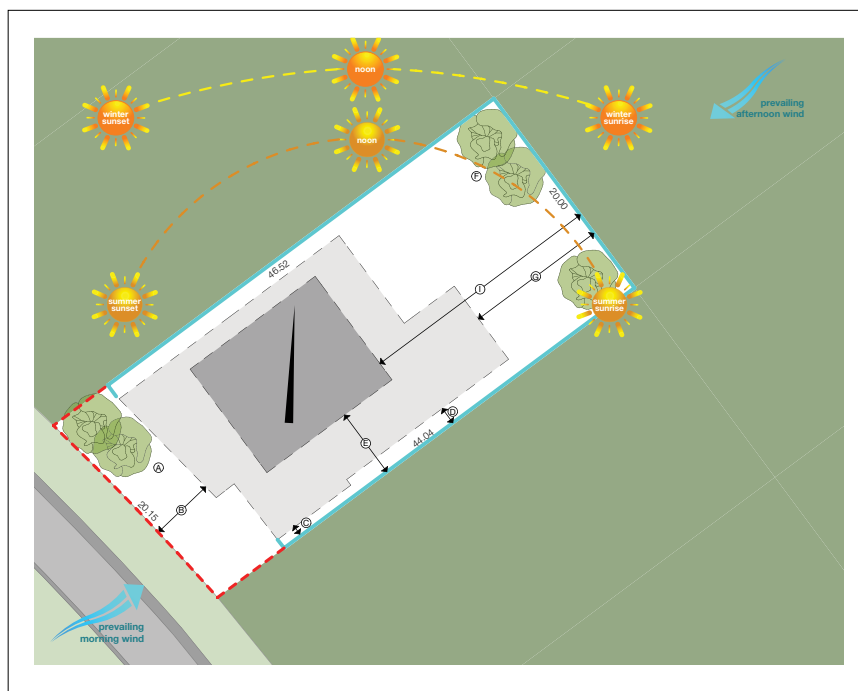 noon
winter
sunset
winter
sunrise
prevailing
afternoon wind
noon
F
20.00
46.52
I
G
summer
sunset
summer
sunrise
D
E
44.04
A
B
20.15
C
prevailing
morning wind